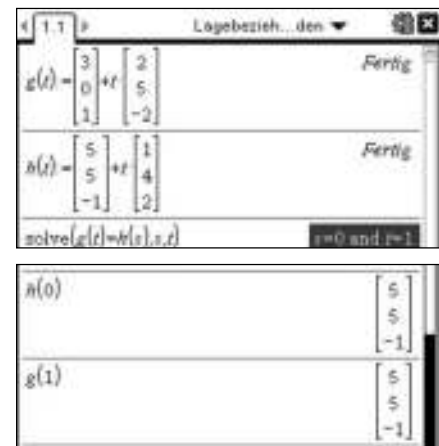 1.1 Lagebezieh...den
g(t)=[3 0 1]+t·[2 5 -2] Fertig
h(t)=[5 5 -1]+t·[1 4 2] Fertig
solve(g(t)=h(s),s,t) s=0 and t=1
h(0) [5 5 -1]
g(1) [5 5 -1]